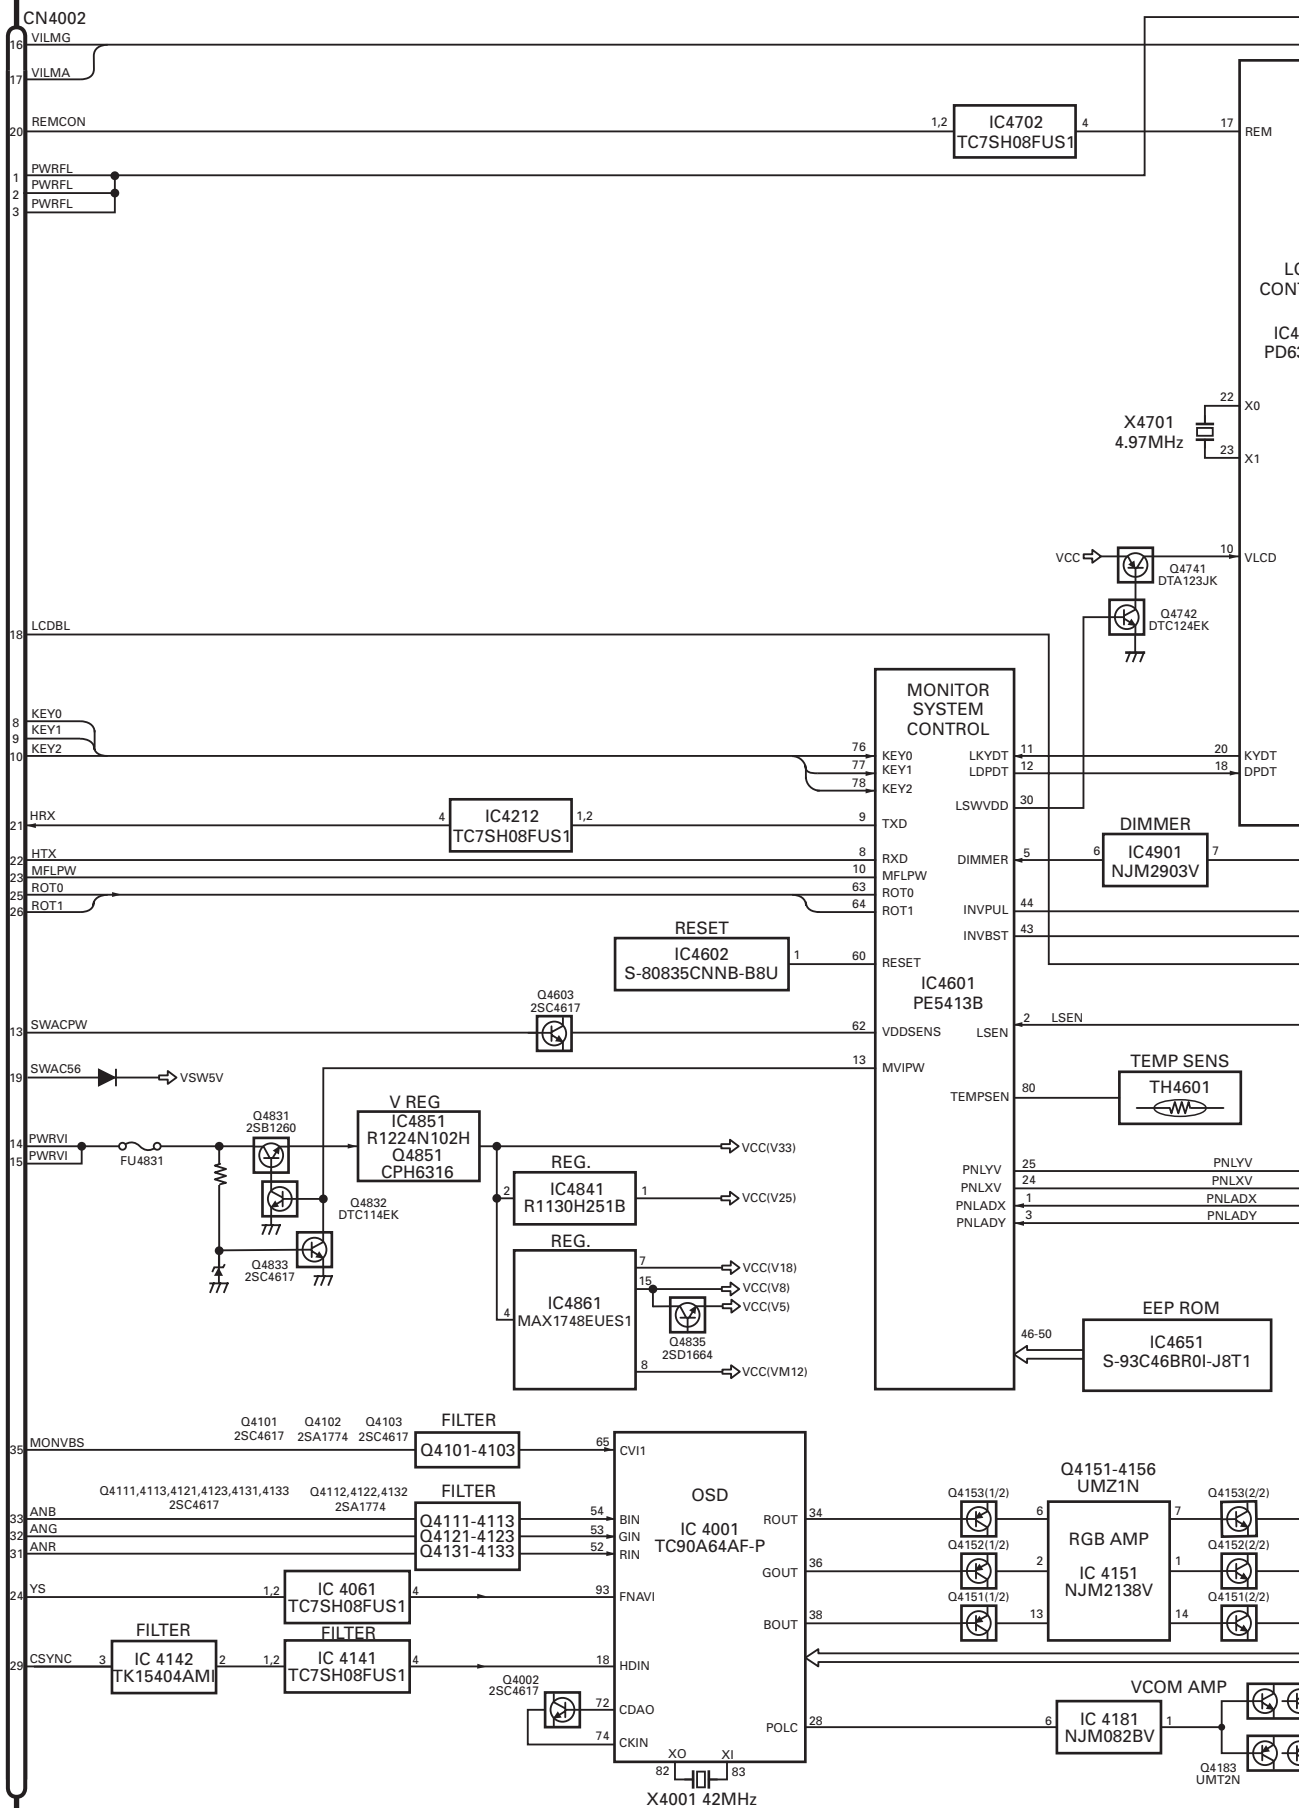 CN4002
16 VILMG
17 VILMA
20 REMCON
1,2
IC4702
TC7SH08FUS1
4
17 REM
1 PWRFL
2 PWRFL
3 PWRFL
IC4
PD6
22 X0
X4701
4.97MHz
23 X1
VCC
Q4741
DTA123JK
10 VLCD
Q4742
DTC124EK
18 LCDBL
MONITOR
SYSTEM
CONTROL
8 KEY0
9 KEY1
10 KEY2
76 KEY0
77 KEY1
78 KEY2
LKYDT 11
20 KYDT
LDPDT 12
18 DPDT
LSWVDD 30
21 HRX
4
IC4212
TC7SH08FUS1
1,2
9 TXD
DIMMER
6
IC4901
NJM2903V
7
22 HTX
8 RXD
DIMMER 5
23 MFLPW
10 MFLPW
25 ROT0
63 ROT0
26 ROT1
64 ROT1
INVPUL 44
INVBST 43
RESET
IC4602
S-80835CNNB-B8U
1
60 RESET
IC4601
PE5413B
Q4603
2SC4617
13 SWACPW
62 VDDSENS
LSEN 2 LSEN
19 SWAC56
VSW5V
13 MVIPW
TEMP SENS
TH4601
TEMPSEN 80
14 PWRVI
15 PWRVI
FU4831
Q4831
2SB1260
V REG
IC4851
R1224N102H
Q4851
CPH6316
VCC(V33)
Q4832
DTC114EK
REG.
2
IC4841
R1130H251B
1
VCC(V25)
Q4833
2SC4617
REG.
4
IC4861
MAX1748EUES1
7
VCC(V18)
15
VCC(V8)
VCC(V5)
Q4835
2SD1664
8
VCC(VM12)
PNLYV 25 PNLYV
PNLXV 24 PNLXV
PNLADX 1 PNLADX
PNLADY 3 PNLADY
EEP ROM
46-50
IC4651
S-93C46BR0I-J8T1
35 MONVBS
Q4101
2SC4617
Q4102
2SA1774
Q4103
2SC4617
FILTER
Q4101-4103
65 CVI1
Q4111,4113,4121,4123,4131,4133
2SC4617
Q4112,4122,4132
2SA1774
FILTER
Q4111-4113
Q4121-4123
Q4131-4133
33 ANB
32 ANG
31 ANR
54 BIN
53 GIN
52 RIN
OSD
IC 4001
TC90A64AF-P
ROUT 34
GOUT 36
BOUT 38
Q4151-4156
UMZ1N
Q4153(1/2)
Q4152(1/2)
Q4151(1/2)
6
2
13
RGB AMP
IC 4151
NJM2138V
7
1
14
Q4153(2/2)
Q4152(2/2)
Q4151(2/2)
24 YS
1,2
IC 4061
TC7SH08FUS1
4
93 FNAVI
29 CSYNC
FILTER
3
IC 4142
TK15404AMI
2
FILTER
1,2
IC 4141
TC7SH08FUS1
4
18 HDIN
Q4002
2SC4617
72 CDAO
74 CKIN
POLC 28
VCOM AMP
6
IC 4181
NJM082BV
1
Q4183
UMT2N
XO XI
82 83
X4001 42MHz